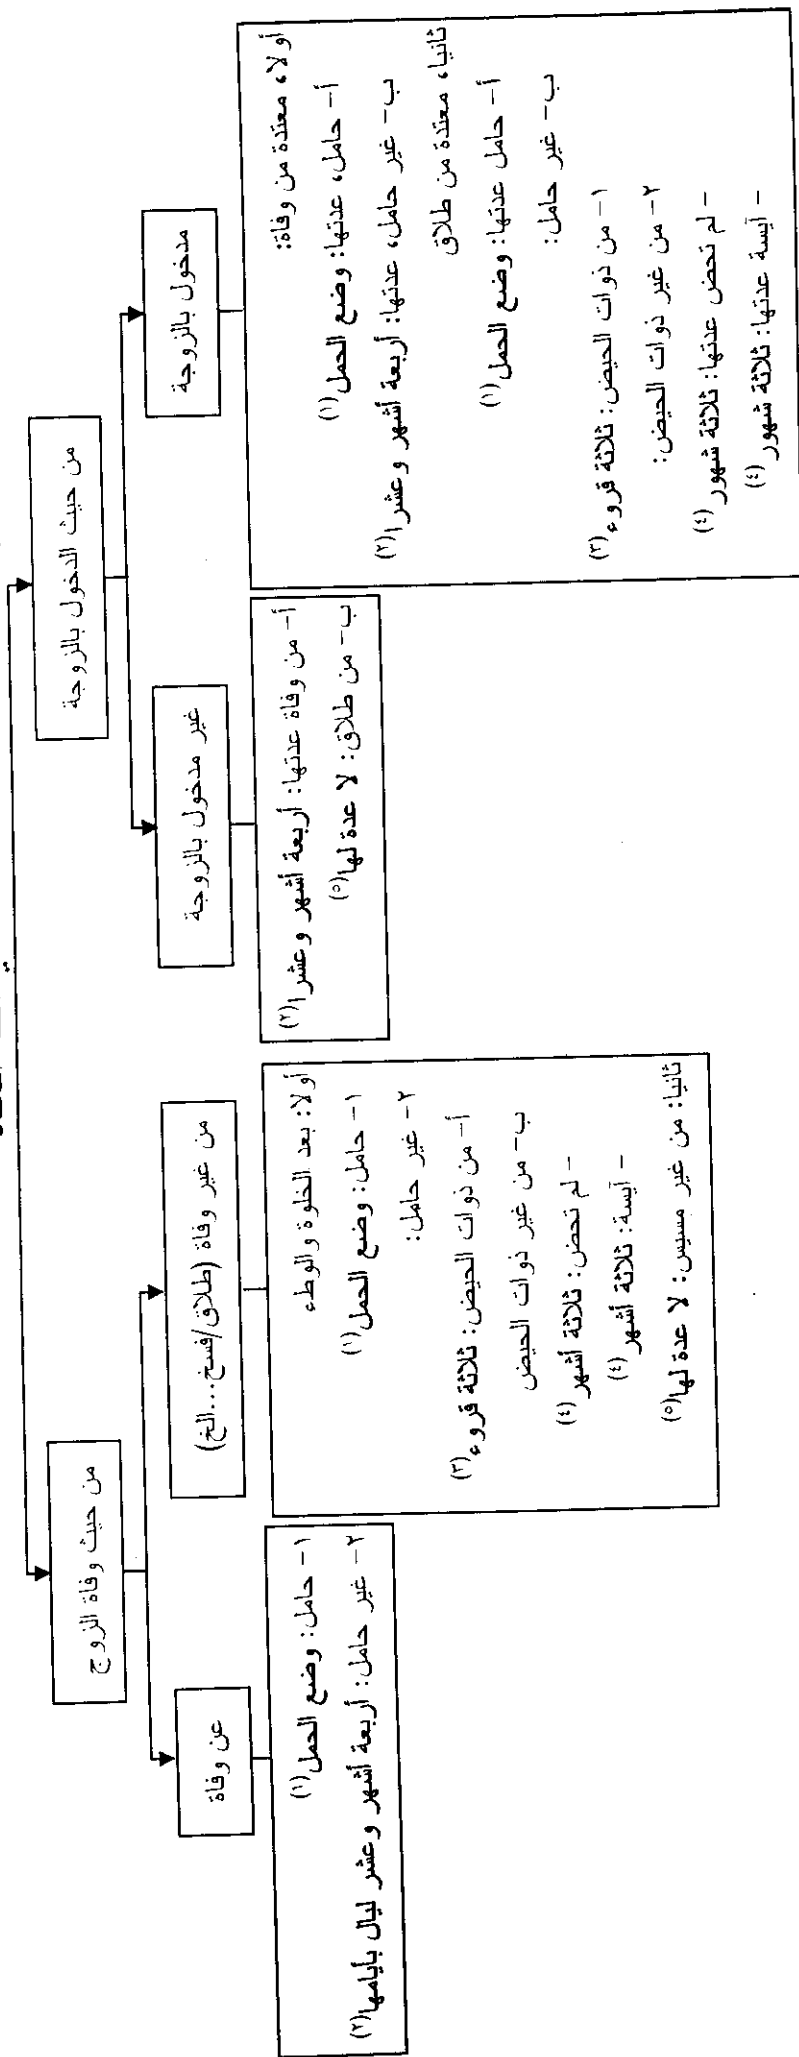 من حيث الدخول بالزوجة
مدخول بالزوجة
أولا، معتدة من وفاة:
أ- حامل، عدتها: وضع الحمل(١)
ب- غير حامل، عدتها: أربعة أشهر وعشرا(٢)
ثانيا، معتدة من طلاق
أ- حامل عدتها: وضع الحمل(١)
ب- غير حامل:
١- من ذوات الحيض: ثلاثة قروء(٣)
٢- من غير ذوات الحيض:
- لم تحض عدتها: ثلاثة شهور(٤)
- آيسة عدتها: ثلاثة شهور(٤)
غير مدخول بالزوجة
أ- من وفاة عدتها: أربعة أشهر وعشرا(٢)
ب- من طلاق: لا عدة لها(٥)
من حيث وفاة الزوج
من غير وفاة (طلاق/فسخ...الخ)
أولا: بعد الخلوة والوطء
١- حامل: وضع الحمل(١)
٢- غير حامل:
أ- من ذوات الحيض: ثلاثة قروء(٣)
ب- من غير ذوات الحيض
- لم تحض: ثلاثة أشهر(٤)
- آيسة: ثلاثة أشهر(٤)
ثانيا: من غير مسيس: لا عدة لها(٥)
عن وفاة
١- حامل: وضع الحمل(١)
٢- غير حامل: أربعة أشهر وعشر ليال بأيامها(٢)